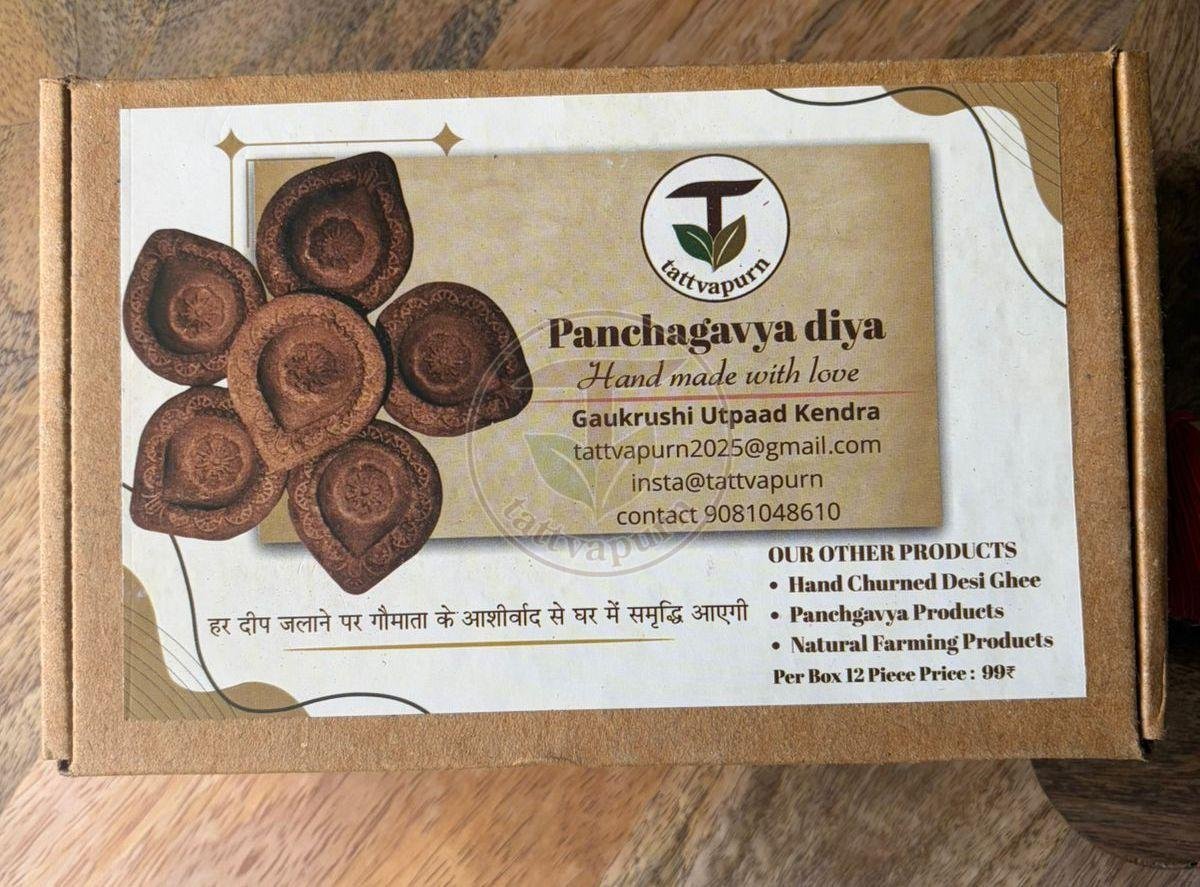 T
tattvapurn
Panchagavya diya
Hand made with love
Gaukrushi Utpaad Kendra
tattvapurn2025@gmail.com
insta@tattvapurn
contact 9081048610
tattvapurn
OUR OTHER PRODUCTS
• Hand Churned Desi Ghee
• Panchgavya Products
• Natural Farming Products
Per Box 12 Piece Price : 99₹
हर दीप जलाने पर गौमाता के आशीर्वाद से घर में समृद्धि आएगी